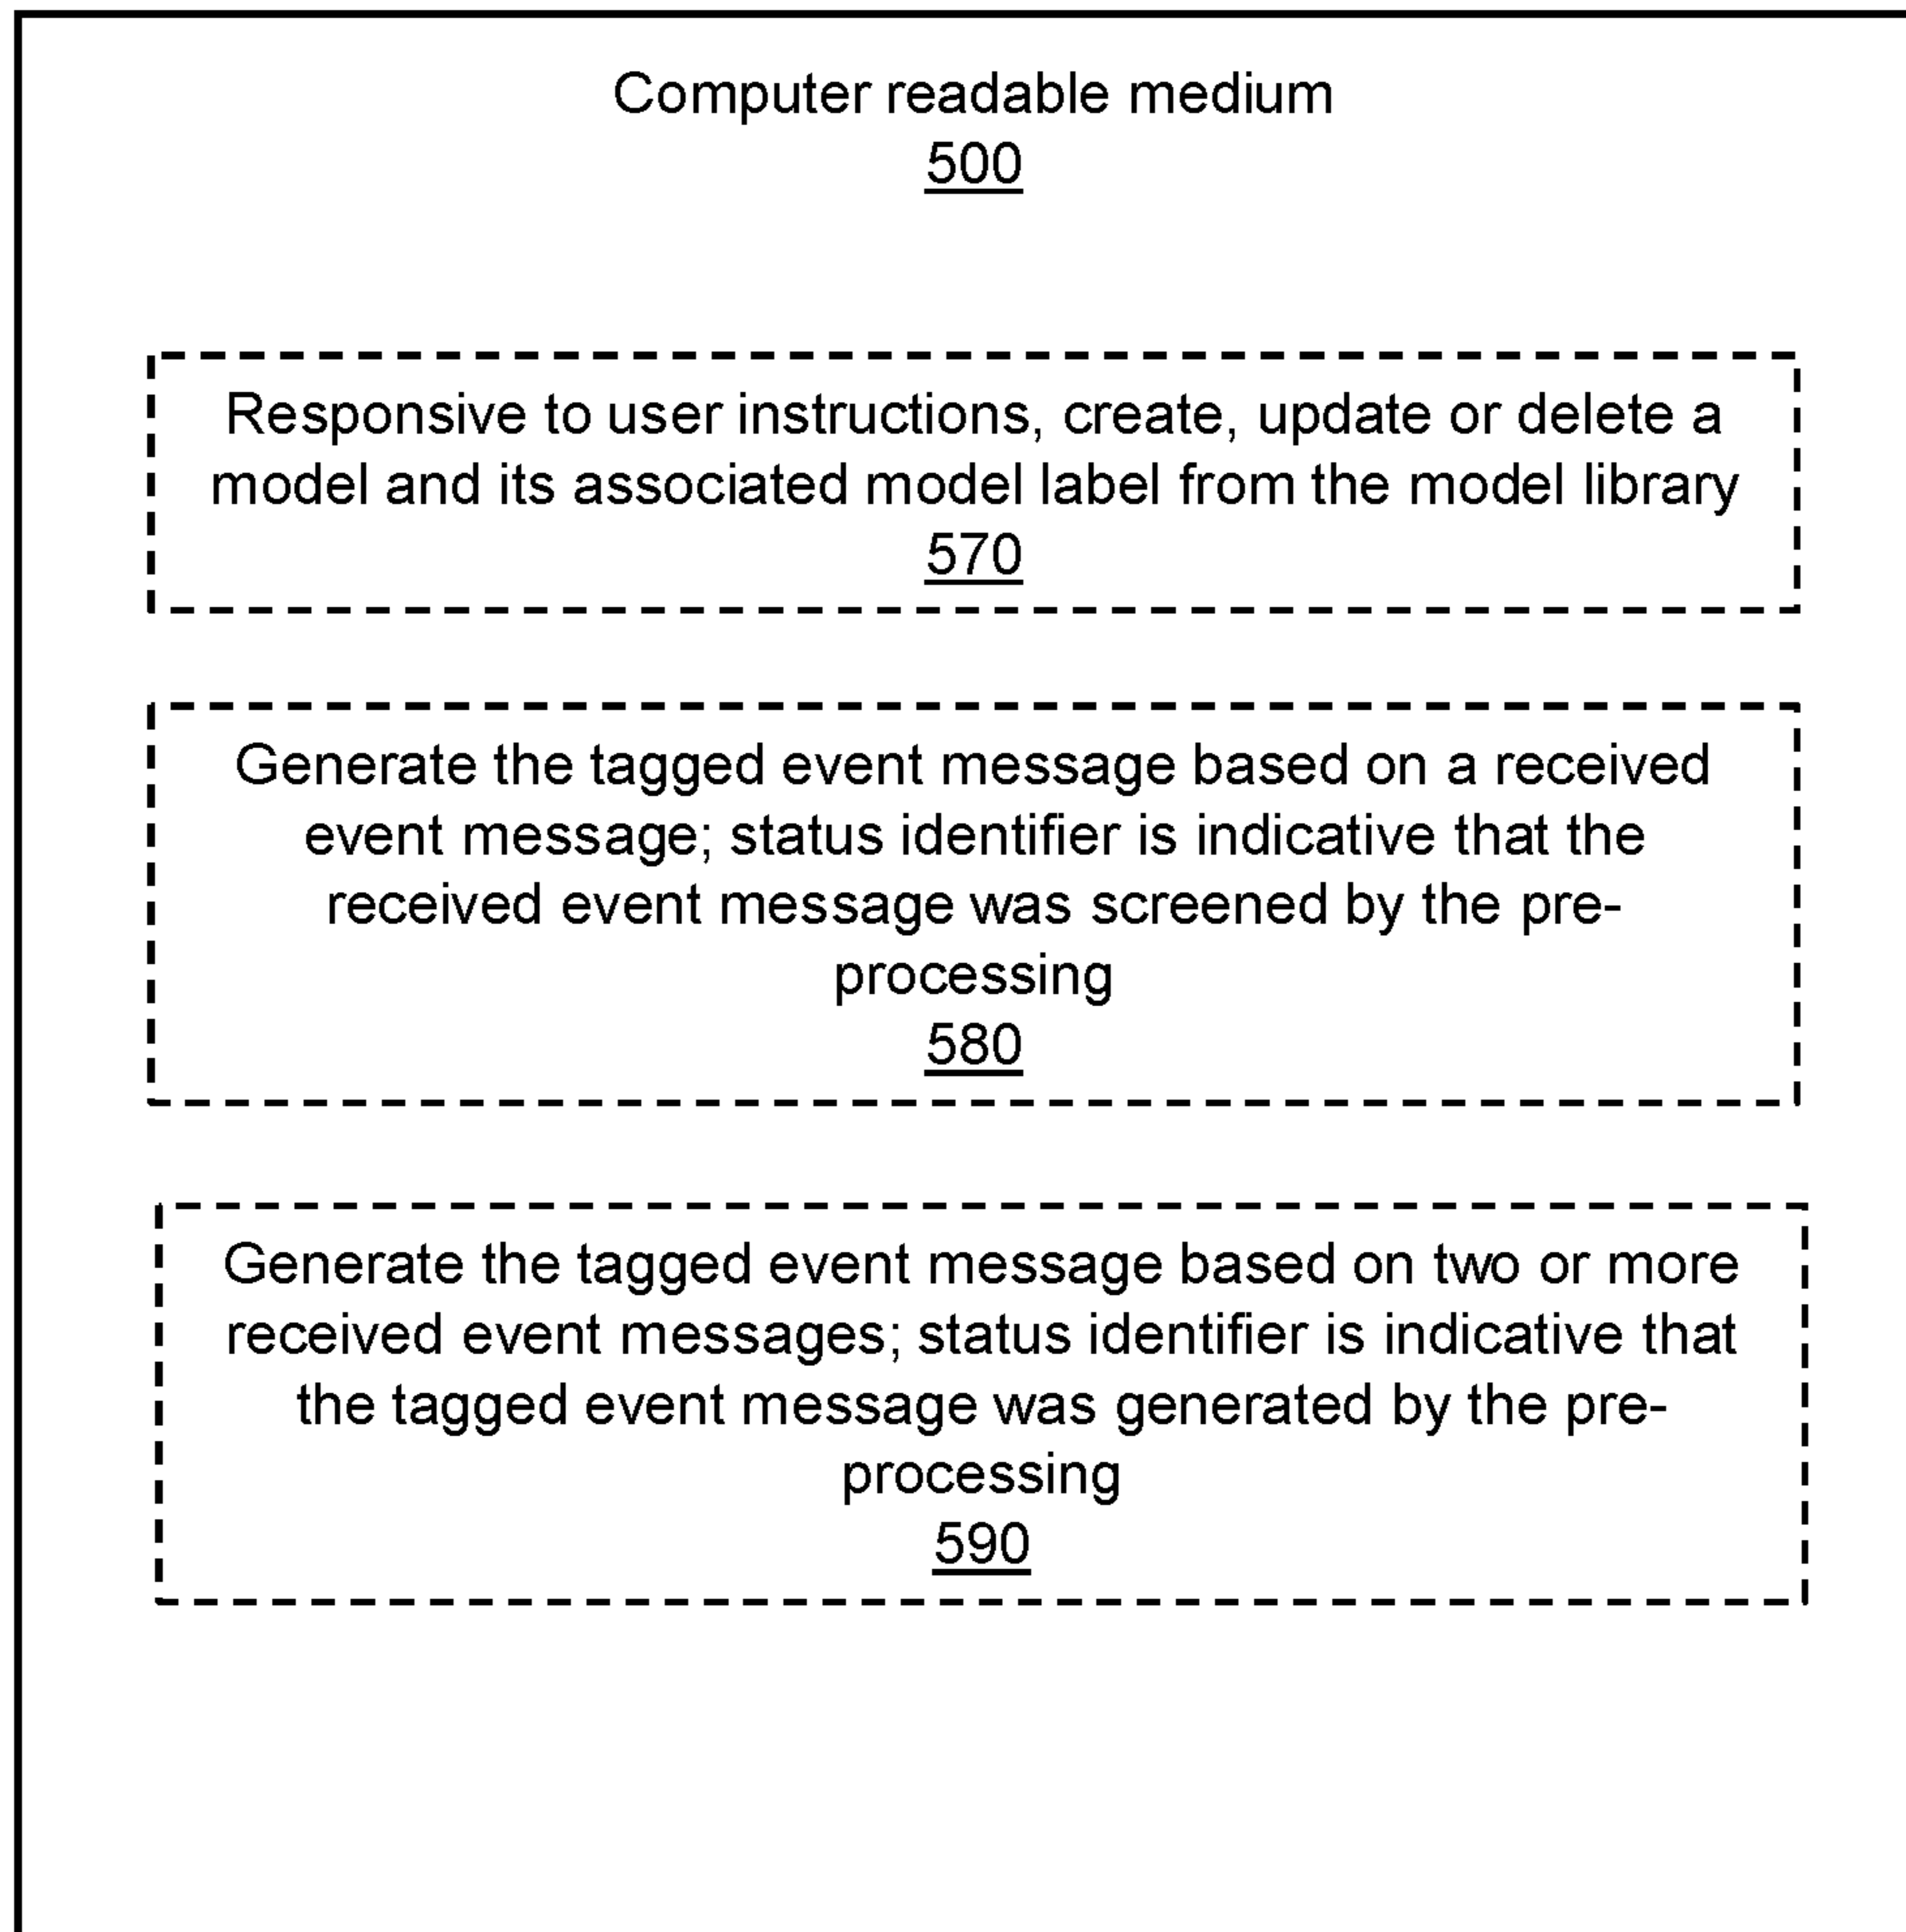 Computer readable medium
500
Responsive to user instructions, create, update or delete a
model and its associated model label from the model library
570
Generate the tagged event message based on a received
event message; status identifier is indicative that the
received event message was screened by the pre-
processing
580
Generate the tagged event message based on two or more
received event messages; status identifier is indicative that
the tagged event message was generated by the pre-
processing
590